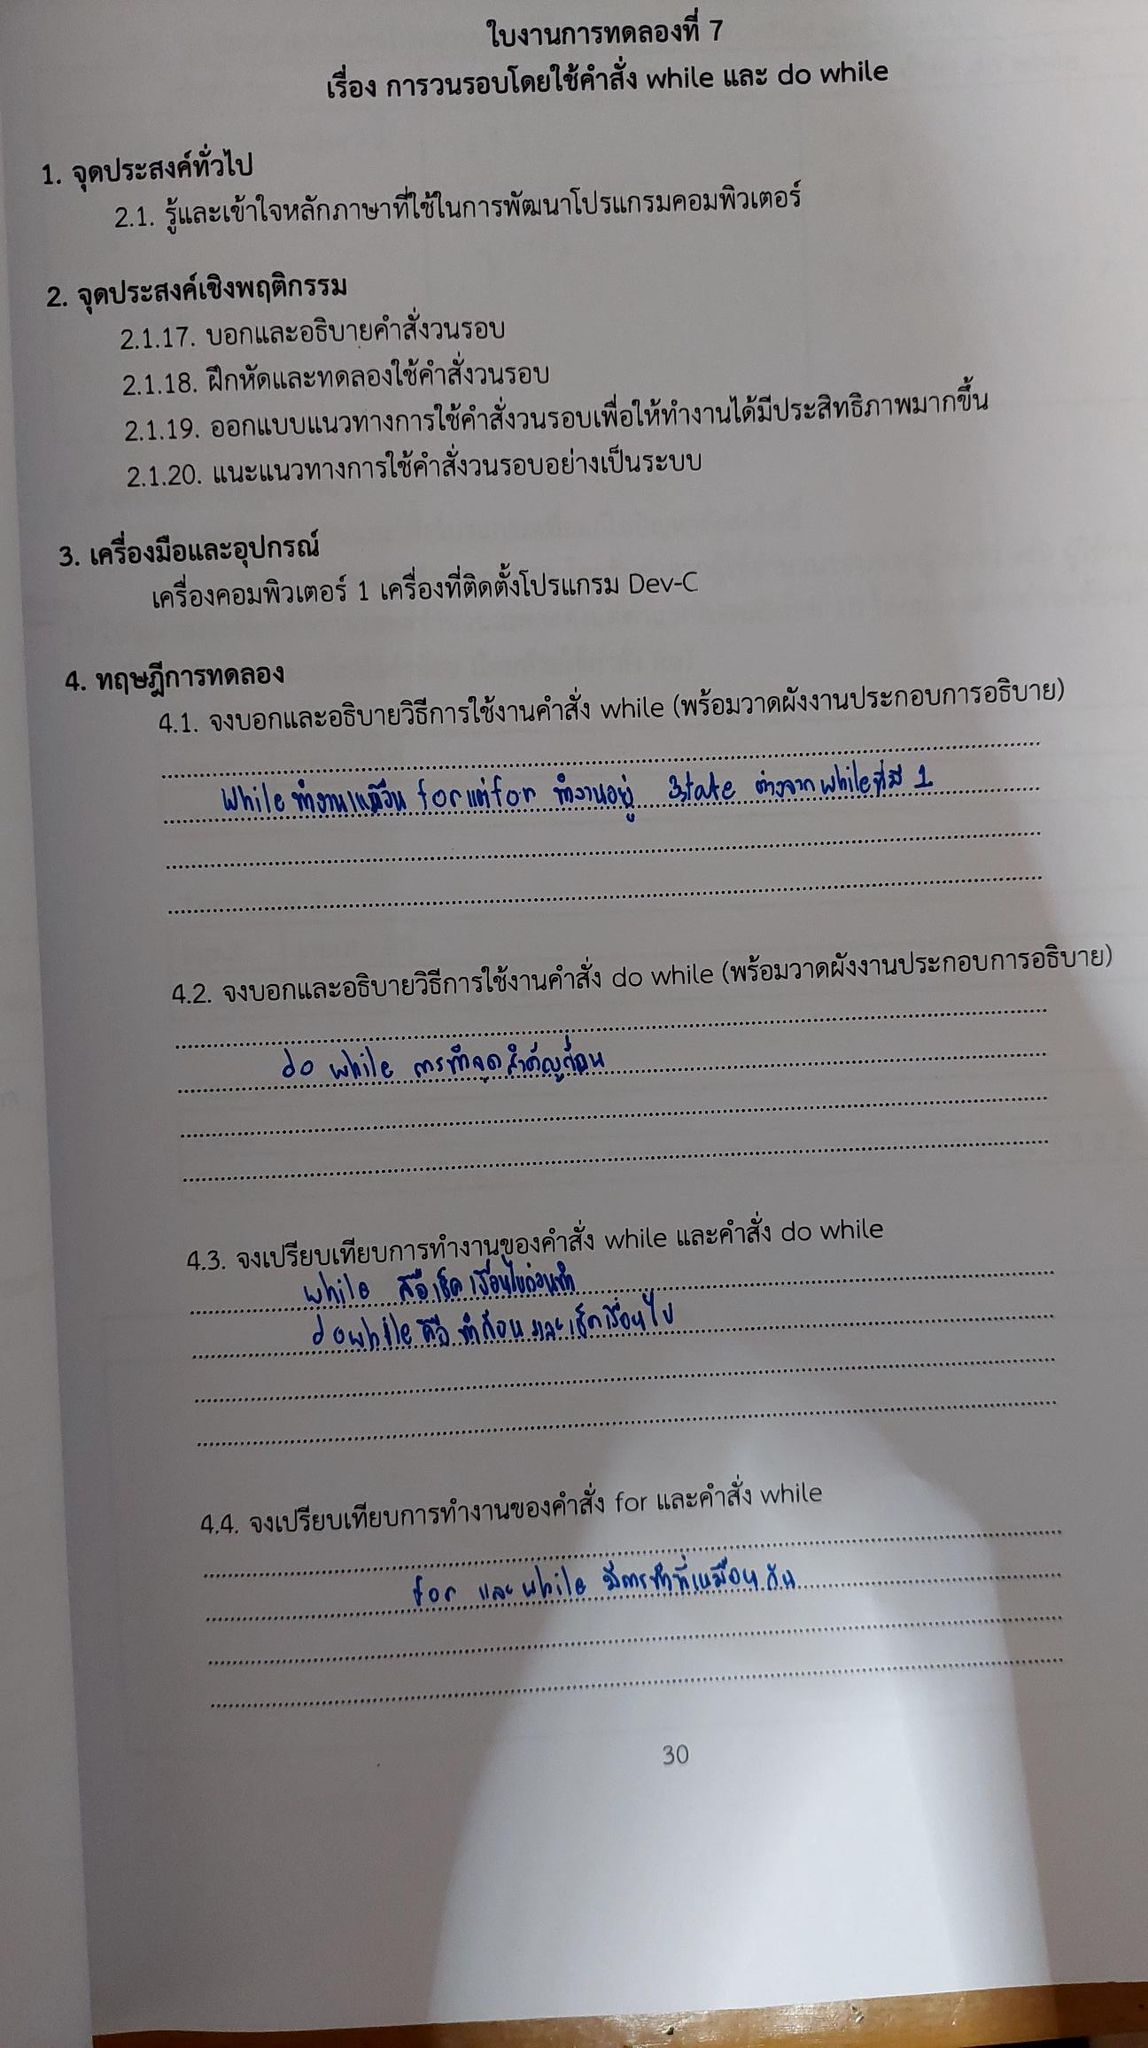 ใบงานการทดลองที่ 7
เรื่อง การวนรอบโดยใช้คำสั่ง while และ do while
1. จุดประสงค์ทั่วไป
2.1. รู้และเข้าใจหลักภาษาที่ใช้ในการพัฒนาโปรแกรมคอมพิวเตอร์
2. จุดประสงค์เชิงพฤติกรรม
2.1.17. บอกและอธิบายคำสั่งวนรอบ
2.1.18. ฝึกหัดและทดลองใช้คำสั่งวนรอบ
2.1.19. ออกแบบแนวทางการใช้คำสั่งวนรอบเพื่อให้ทำงานได้มีประสิทธิภาพมากขึ้น
2.1.20. แนะแนวทางการใช้คำสั่งวนรอบอย่างเป็นระบบ
3. เครื่องมือและอุปกรณ์
เครื่องคอมพิวเตอร์ 1 เครื่องที่ติดตั้งโปรแกรม Dev-C
4. ทฤษฎีการทดลอง
4.1. จงบอกและอธิบายวิธีการใช้งานคำสั่ง while (พร้อมวาดผังงานประกอบการอธิบาย)
while ทำงานเหมือน for แต่ for ทำงานอยู่ 3state ต่างจาก while ที่มี 1
4.2. จงบอกและอธิบายวิธีการใช้งานคำสั่ง do while (พร้อมวาดผังงานประกอบการอธิบาย)
do while การทำจุดสำคัญก่อน
4.3. จงเปรียบเทียบการทำงานของคำสั่ง while และคำสั่ง do while
while คือเช็คเงื่อนไขก่อนทำ
do while คือ ทำก่อนและเช็คเงื่อนไข
4.4. จงเปรียบเทียบการทำงานของคำสั่ง for และคำสั่ง while
for และ while มีการทำที่เหมือนกัน
30